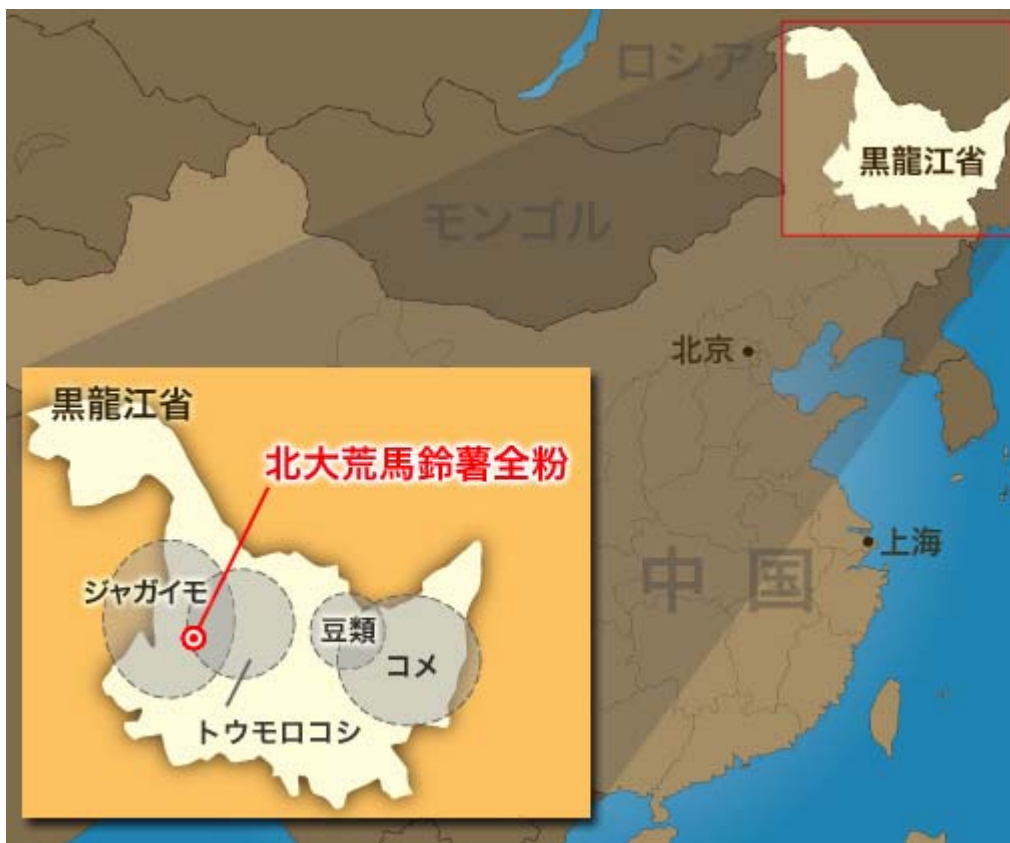 ロシア
黒龍江省
モンゴル
北京
黒龍江省
北大荒馬鈴薯全粉
上海
中国
ジャガイモ
豆類
コメ
トウモロコシ